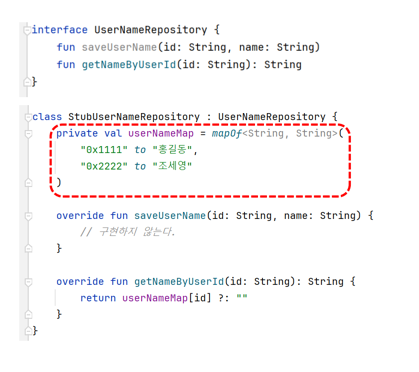 interface UserNameRepository {
fun saveUserName(id: String, name: String)
fun getNameByUserId(id: String): String
}
class StubUserNameRepository : UserNameRepository {
private val userNameMap = mapOf<String, String>(
"0x1111" to "홍길동",
"0x2222" to "조세영"
)
override fun saveUserName(id: String, name: String) {
// 구현하지 않는다.
}
override fun getNameByUserId(id: String): String {
return userNameMap[id] ?: ""
}
}